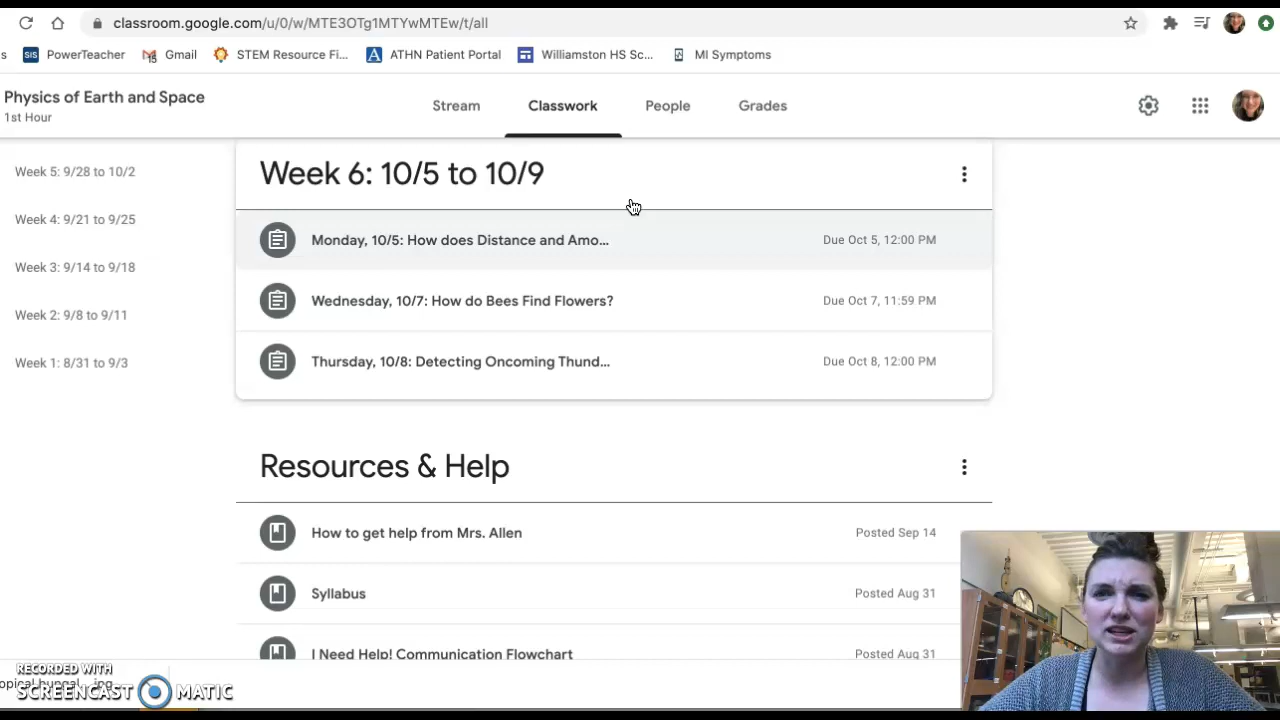 classroom.google.com/u/0/w/MTE3OTg1MTYwMTEw/t/all
s
SIS PowerTeacher
15 Gmail
STEM Resource Fi...
A ATHN Patient Portal
Williamston HS Sc...
MI Symptoms
Physics of Earth and Space
1st Hour
Stream
Classwork
People
Grades
Week 5: 9/28 to 10/2
Week 4: 9/21 to 9/25
Week 3: 9/14 to 9/18
Week 2: 9/8 to 9/11
Week 1: 8/31 to 9/3
Week 6: 10/5 to 10/9
Monday, 10/5: How does Distance and Amo... Due Oct 5, 12:00 PM
Wednesday, 10/7: How do Bees Find Flowers? Due Oct 7, 11:59 PM
Thursday, 10/8: Detecting Oncoming Thund... Due Oct 8, 12:00 PM
Resources & Help
How to get help from Mrs. Allen Posted Sep 14
Syllabus Posted Aug 31
I Need Help! Communication Flowchart Posted Aug 31
RECORDED WITH
SCREENCAST MATIC